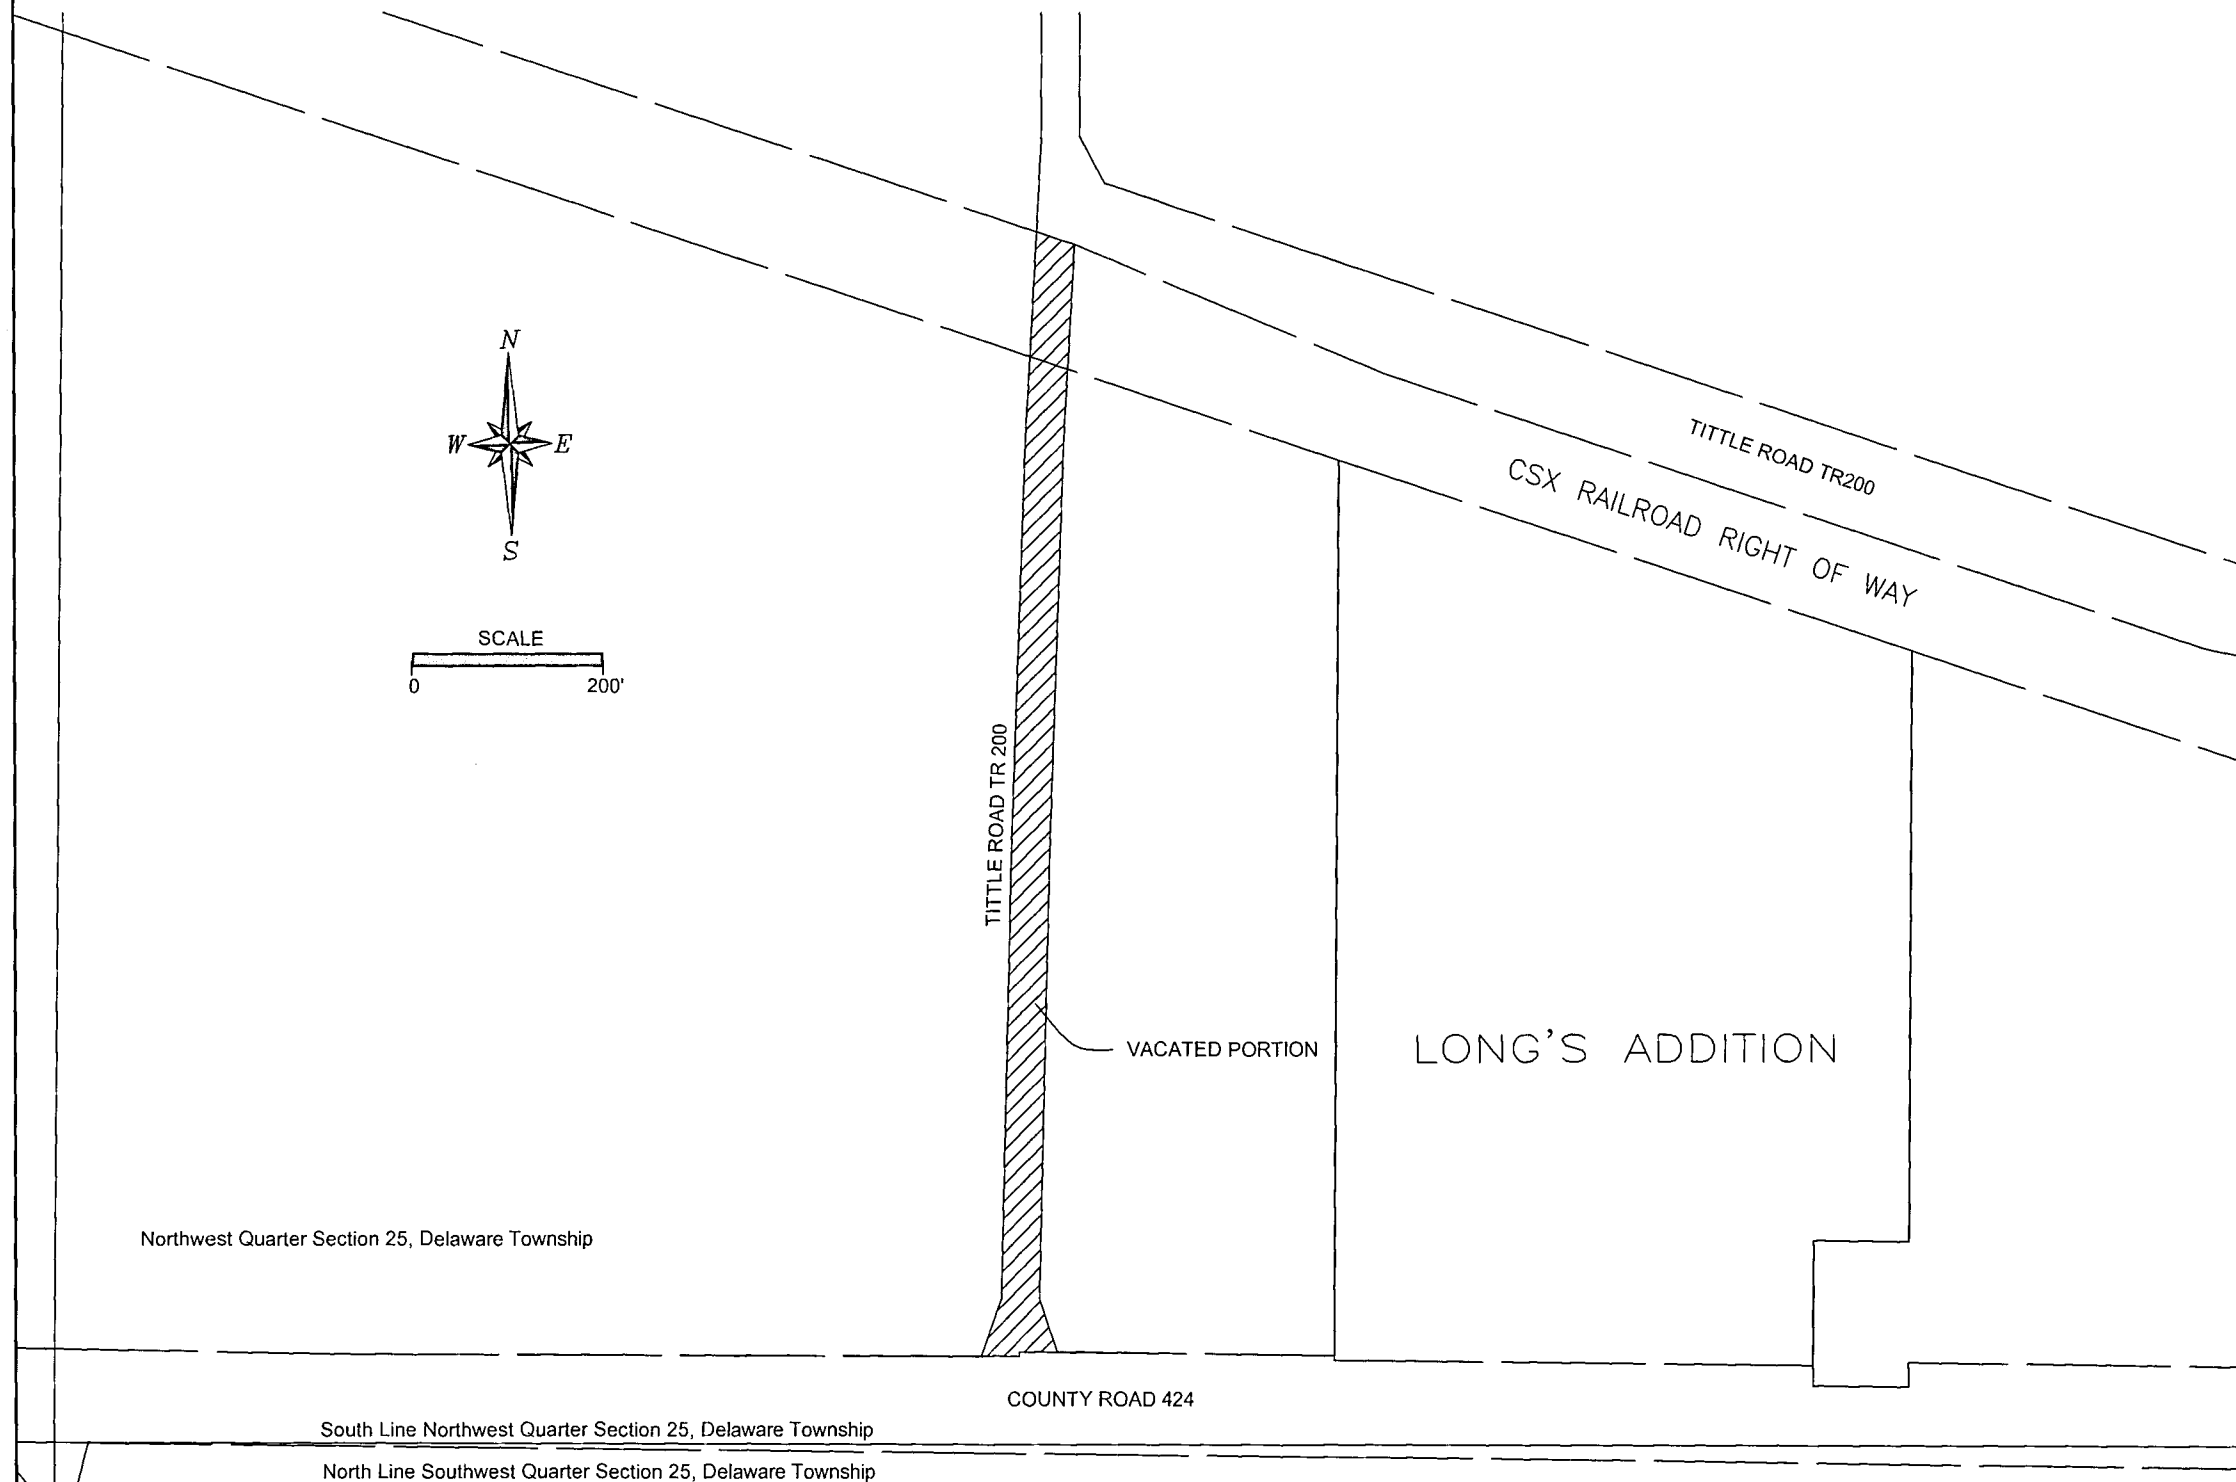 N
W E
S
SCALE
0 200'
TITTLE ROAD TR200
CSX RAILROAD RIGHT OF WAY
TITTLE ROAD TR 200
VACATED PORTION
LONG'S ADDITION
Northwest Quarter Section 25, Delaware Township
COUNTY ROAD 424
South Line Northwest Quarter Section 25, Delaware Township
North Line Southwest Quarter Section 25, Delaware Township